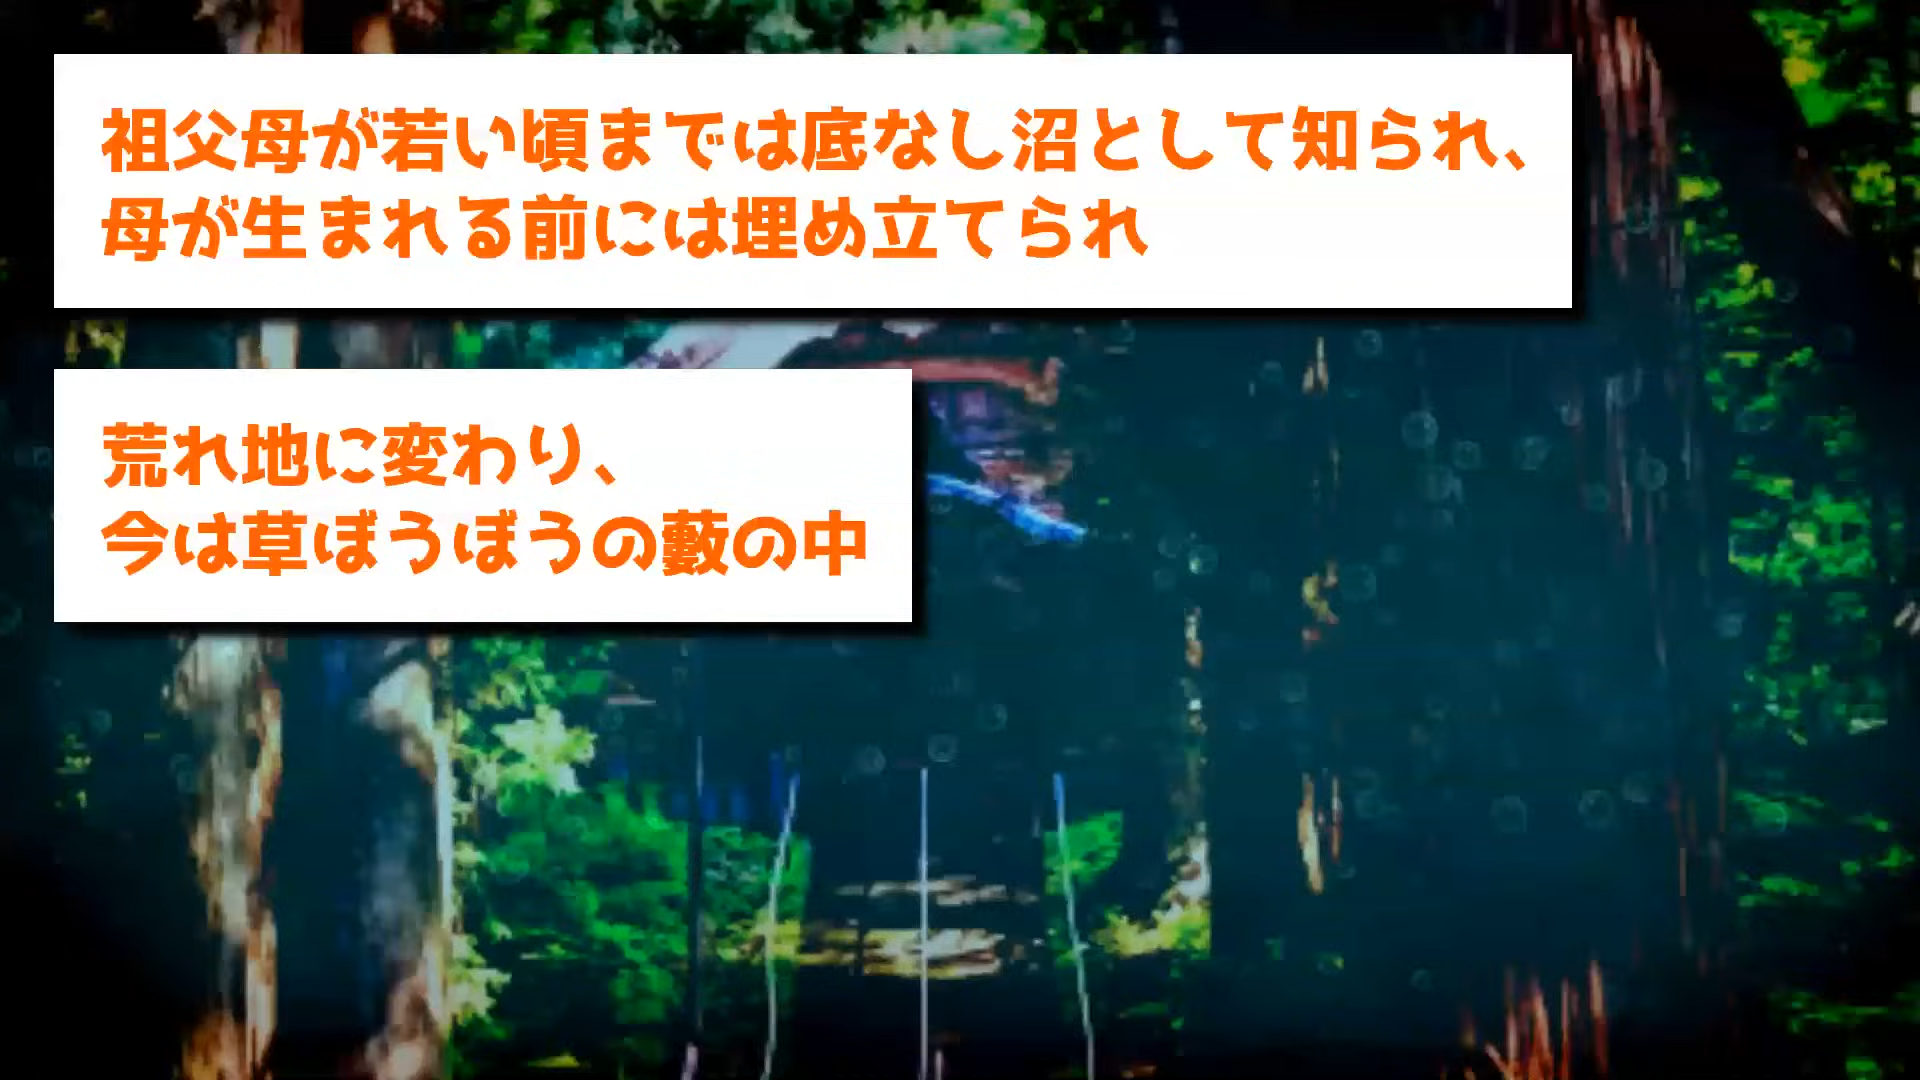 祖父母が若い頃までは底なし沼として知られ、
母が生まれる前には埋め立てられ
荒れ地に変わり、
今は草ぼうぼうの藪の中